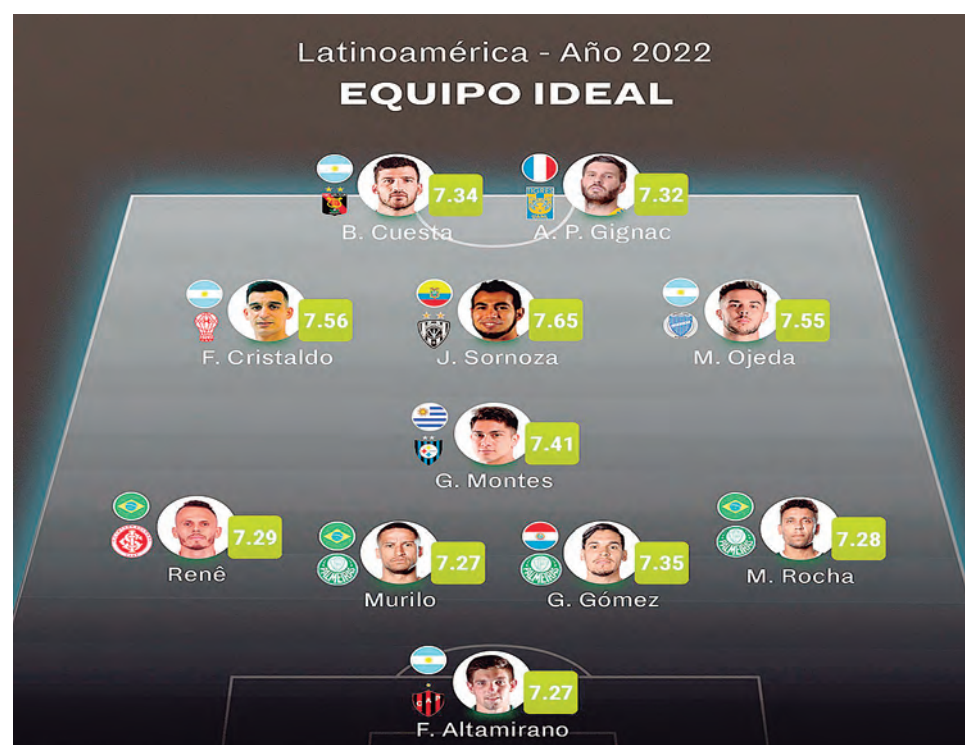 Latinoamérica - Año 2022
EQUIPO IDEAL
7.34
7.32
B. Cuesta
A. P. Gignac
7.56
7.65
7.55
F. Cristaldo
J. Sornoza
M. Ojeda
7.41
G. Montes
7.29
7.27
7.35
7.28
Renê
Murilo
G. Gómez
M. Rocha
7.27
F. Altamirano